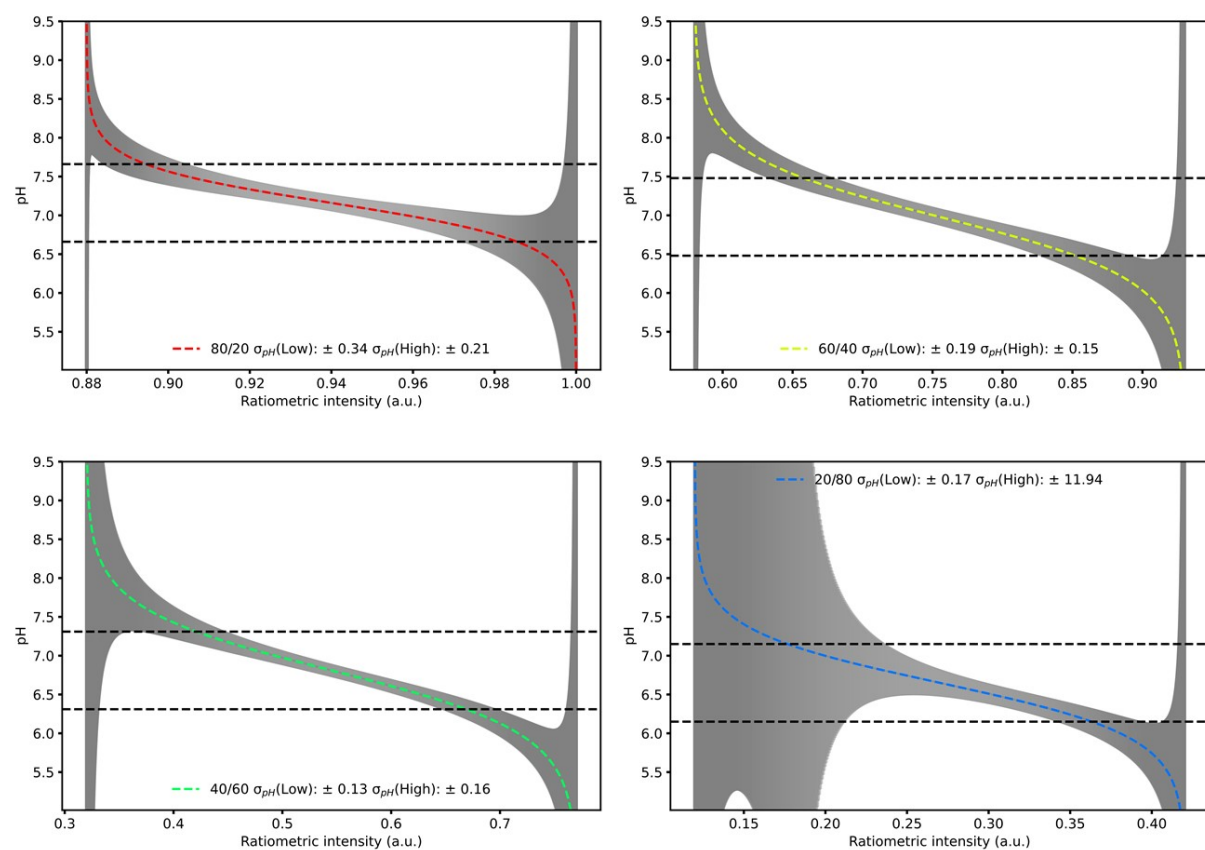 9.5
9.0
8.5
8.0
7.5
7.0
6.5
6.0
5.5
pH
80/20 σpH(Low): ± 0.34 σpH(High): ± 0.21
0.88 0.90 0.92 0.94 0.96 0.98 1.00
Ratiometric intensity (a.u.)
9.5
9.0
8.5
8.0
7.5
7.0
6.5
6.0
5.5
pH
60/40 σpH(Low): ± 0.19 σpH(High): ± 0.15
0.60 0.65 0.70 0.75 0.80 0.85 0.90
Ratiometric intensity (a.u.)
9.5
9.0
8.5
8.0
7.5
7.0
6.5
6.0
5.5
pH
40/60 σpH(Low): ± 0.13 σpH(High): ± 0.16
0.3 0.4 0.5 0.6 0.7
Ratiometric intensity (a.u.)
9.5
9.0
8.5
8.0
7.5
7.0
6.5
6.0
5.5
pH
20/80 σpH(Low): ± 0.17 σpH(High): ± 11.94
0.15 0.20 0.25 0.30 0.35 0.40
Ratiometric intensity (a.u.)